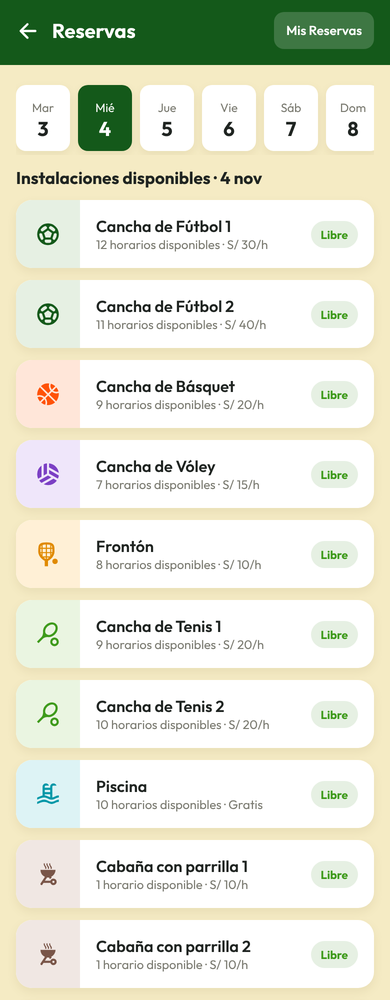 Reservas
Mis Reservas
Mar Mié Jue Vie Sáb Dom
3 4 5 6 7 8
Instalaciones disponibles · 4 nov
Cancha de Fútbol 1
12 horarios disponibles · S/ 30/h
Libre
Cancha de Fútbol 2
11 horarios disponibles · S/ 40/h
Libre
Cancha de Básquet
9 horarios disponibles · S/ 20/h
Libre
Cancha de Vóley
7 horarios disponibles · S/ 15/h
Libre
Frontón
8 horarios disponibles · S/ 10/h
Libre
Cancha de Tenis 1
9 horarios disponibles · S/ 20/h
Libre
Cancha de Tenis 2
10 horarios disponibles · S/ 20/h
Libre
Piscina
10 horarios disponibles · Gratis
Libre
Cabaña con parrilla 1
1 horario disponible · S/ 10/h
Libre
Cabaña con parrilla 2
1 horario disponible · S/ 10/h
Libre